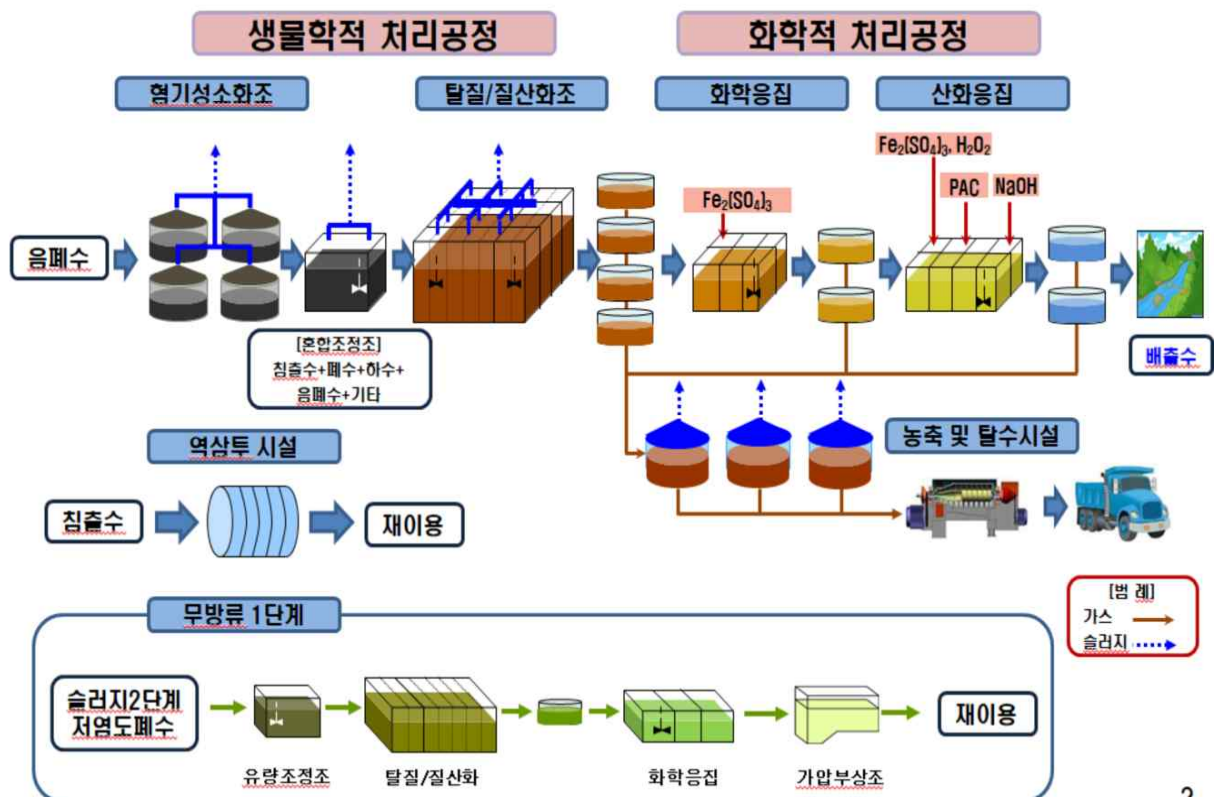 생물학적 처리공정
화학적 처리공정
혐기성소화조
탈질/질산화조
화학응집
산화응집
Fe₂(SO₄)₃, H₂O₂
PAC
NaOH
Fe₂(SO₄)₃
음폐수
[혼합조정조]
침출수+폐수+하수+
음폐수+기타
배출수
역삼투 시설
농축 및 탈수시설
침출수
재이용
[범 례]
가스
슬러지
무방류 1단계
슬러지2단계
저염도폐수
재이용
유량조정조
탈질/질산화
화학응집
가압부상조